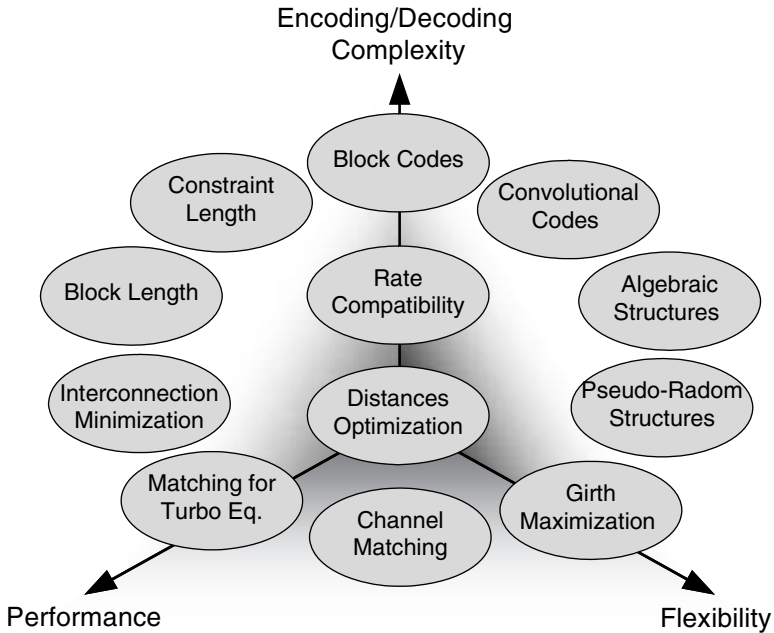 Encoding/Decoding
Complexity
Block Codes
Constraint
Length
Convolutional
Codes
Block Length
Rate
Compatibility
Algebraic
Structures
Interconnection
Minimization
Distances
Optimization
Pseudo-Radom
Structures
Matching for
Turbo Eq.
Channel
Matching
Girth
Maximization
Performance
Flexibility